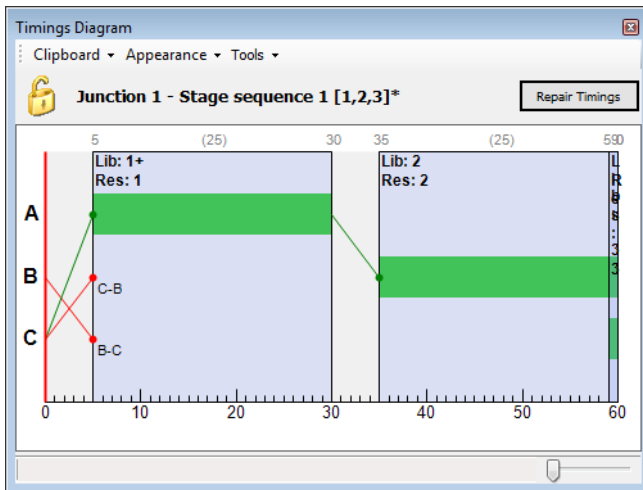 Timings Diagram
Clipboard Appearance Tools
Junction 1 - Stage sequence 1 [1,2,3]*
Repair Timings
5 (25) 30 35 (25) 59
Lib: 1+ Lib: 2
Res: 1 Res: 2
A
B
C-B
C
B-C
0 10 20 30 40 50 60